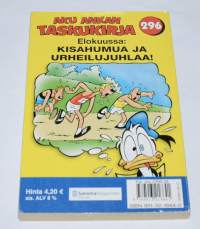 AKU ANKAN
TASKUKIRJA
296
Elokuussa:
KISAHUMUA JA
URHEILUJUHLAA!
Hinta 4,20 €
sis. ALV 8 %